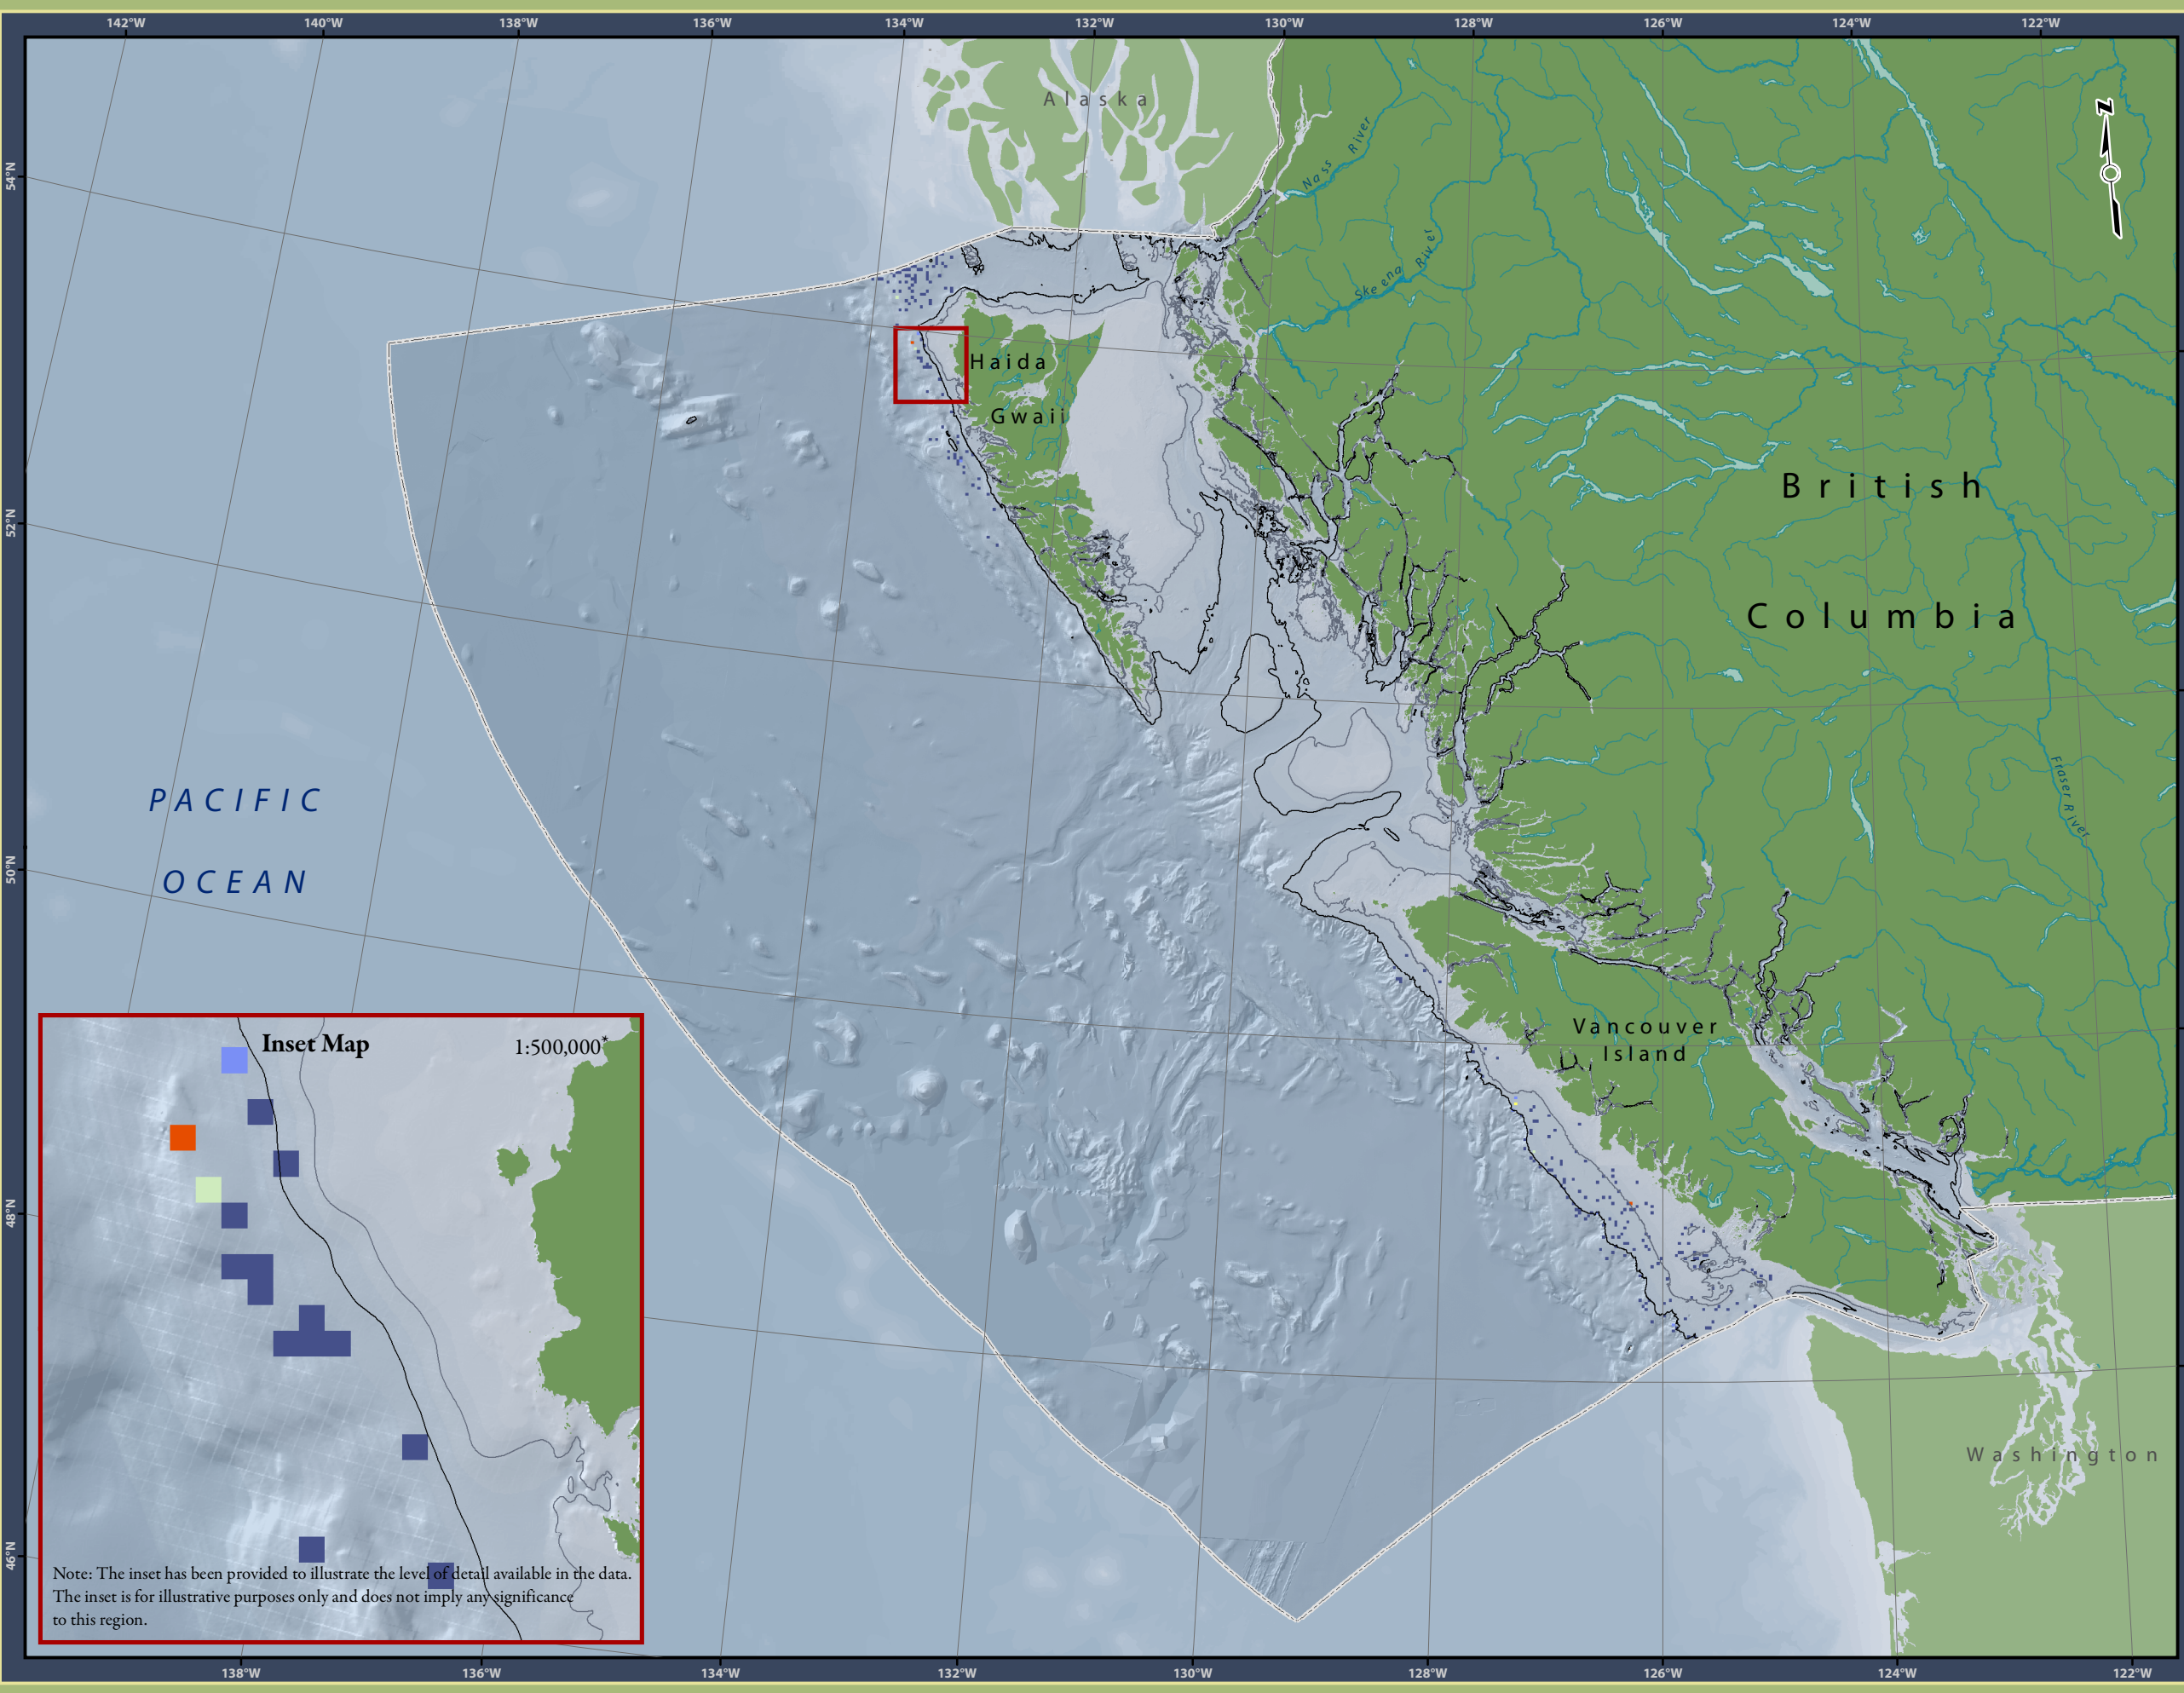 142°W 140°W 138°W 136°W 134°W 132°W 130°W 128°W 126°W 124°W 122°W
54°N
52°N
50°N
48°N
46°N
Alaska
N
Nass River
Skeena River
Haida
Gwaii
British
Columbia
Fraser River
PACIFIC
OCEAN
Vancouver
Island
Washington
Inset Map
1:500,000*
Note: The inset has been provided to illustrate the level of detail available in the data.
The inset is for illustrative purposes only and does not imply any significance
to this region.
138°W 136°W 134°W 132°W 130°W 128°W 126°W 124°W 122°W